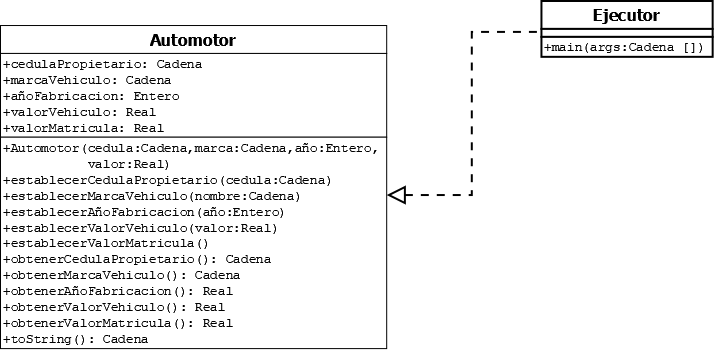 Automotor
+cedulaPropietario: Cadena
+marcaVehiculo: Cadena
+añoFabricacion: Entero
+valorVehiculo: Real
+valorMatricula: Real
+Automotor(cedula:Cadena,marca:Cadena,año:Entero,
valor:Real)
+establecerCedulaPropietario(cedula:Cadena)
+establecerMarcaVehiculo(nombre:Cadena)
+establecerAñoFabricacion(año:Entero)
+establecerValorVehiculo(valor:Real)
+establecerValorMatricula()
+obtenerCedulaPropietario(): Cadena
+obtenerMarcaVehiculo(): Cadena
+obtenerAñoFabricacion(): Real
+obtenerValorVehiculo(): Real
+obtenerValorMatricula(): Real
+toString(): Cadena
Ejecutor
+main(args:Cadena [])